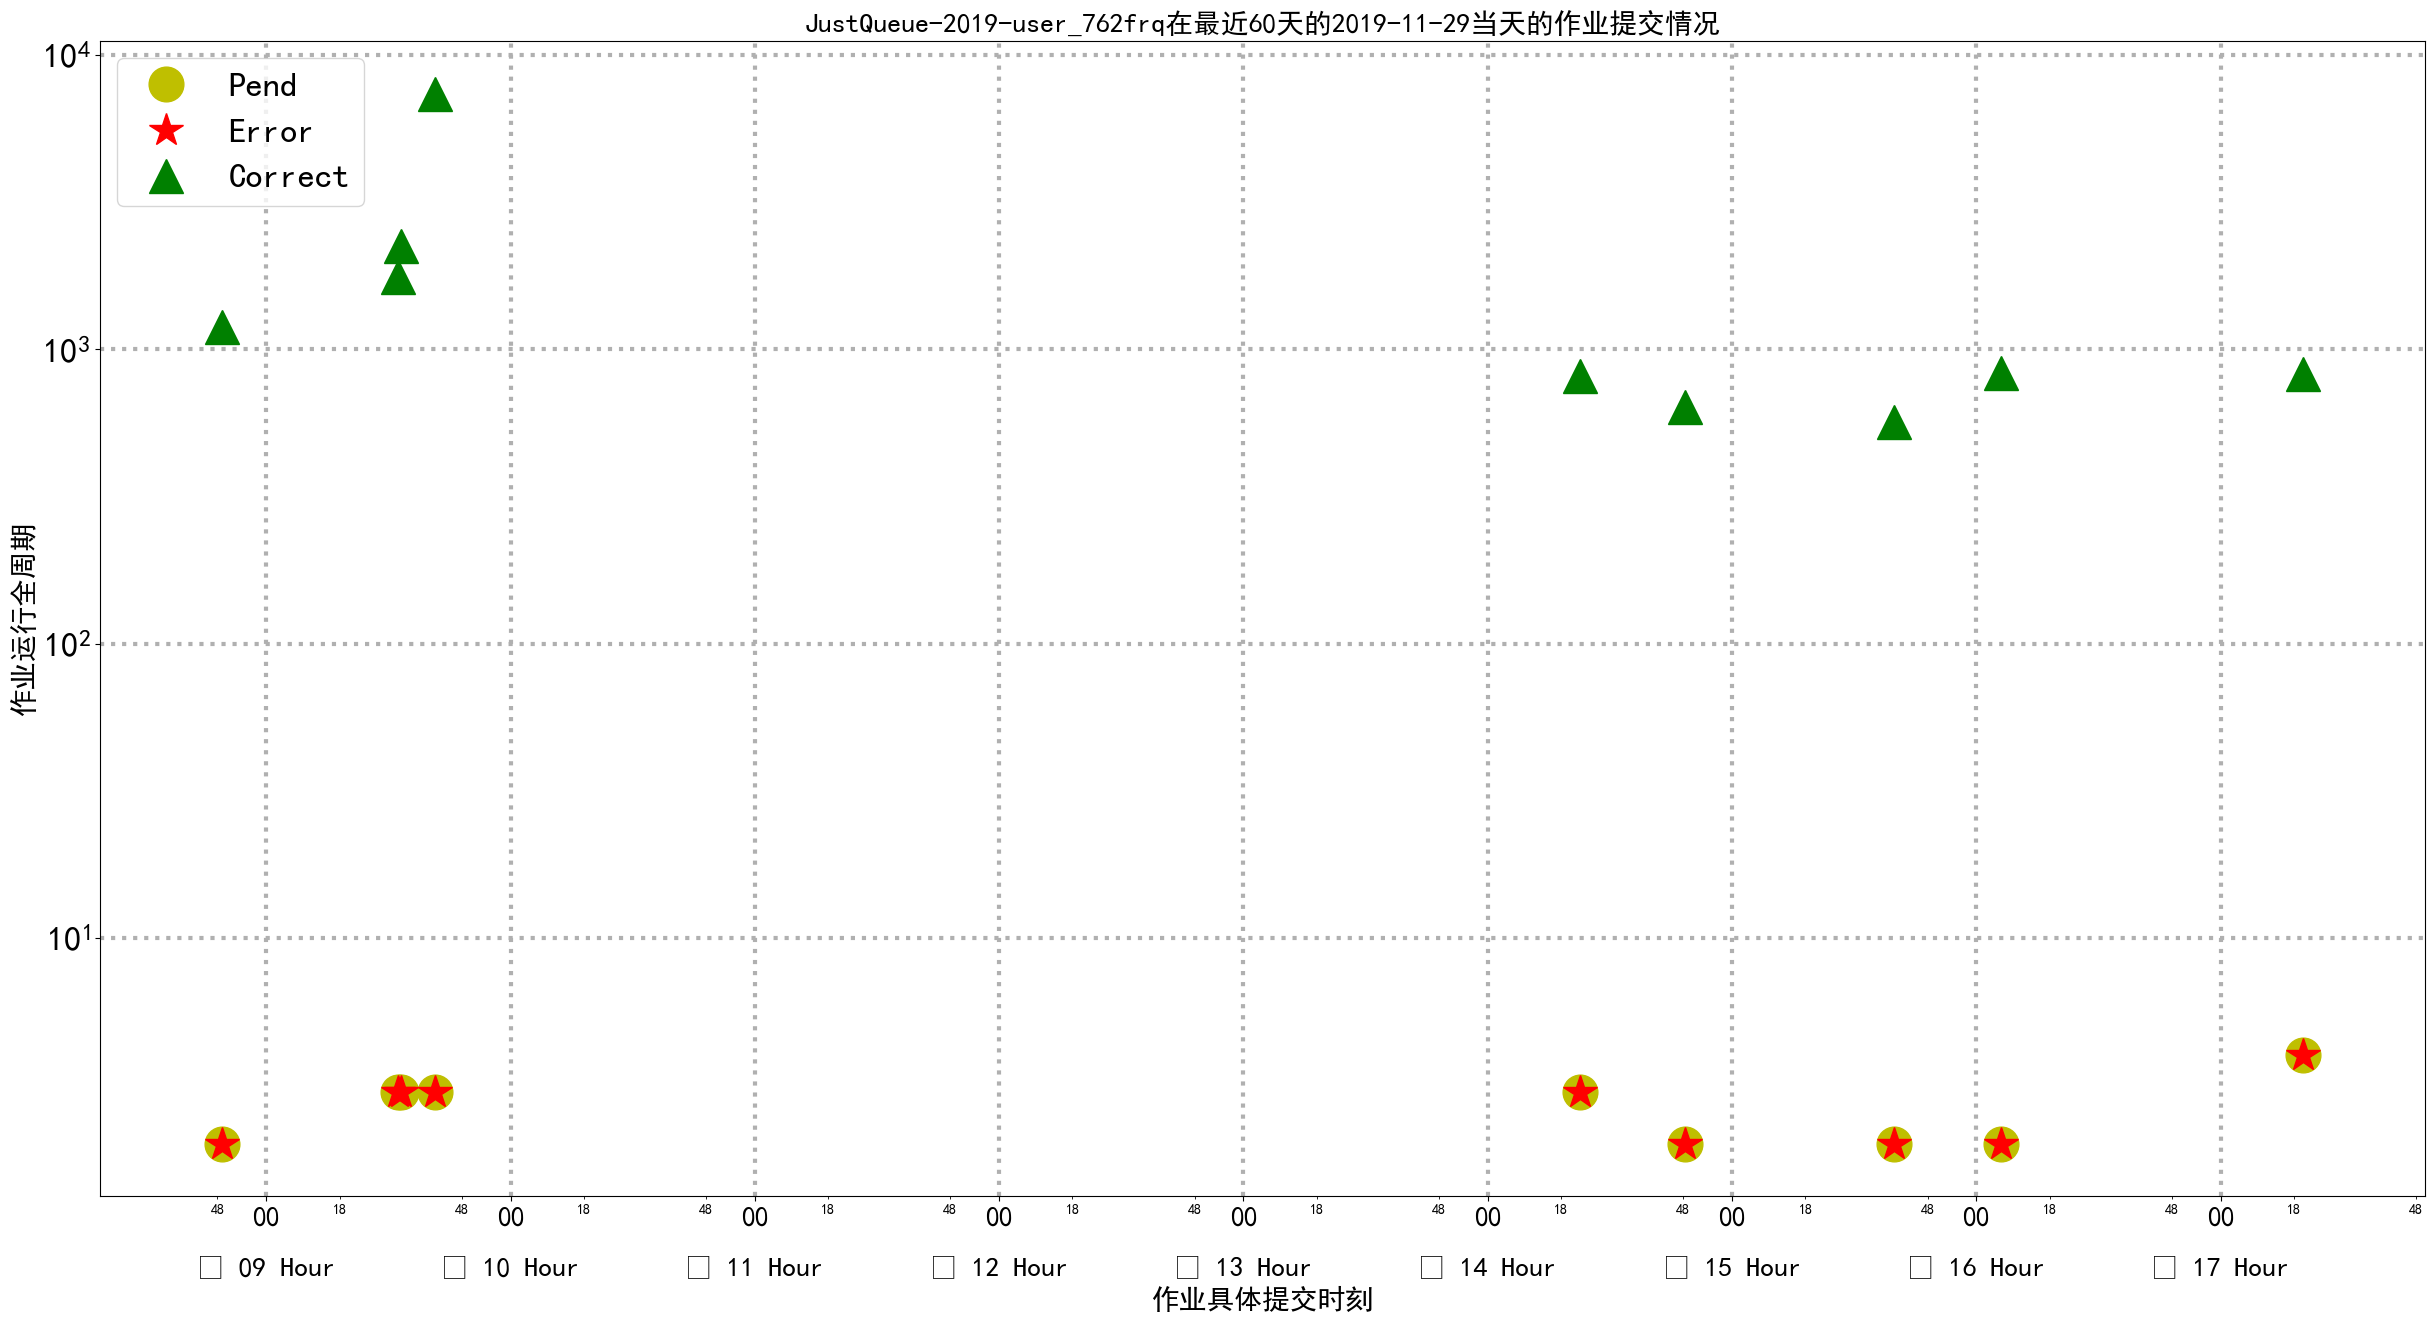 JustQueue-2019-user_762frq在最近60天的2019-11-29当天的作业提交情况
Pend
Error
Correct
10⁴
10³
10²
10¹
作业运行全周期
48 00 18 48 00 18 48 00 18 48 00 18 48 00 18 48 00 18 48 00 18 48 00 18 48 00 18 48
□ 09 Hour □ 10 Hour □ 11 Hour □ 12 Hour □ 13 Hour □ 14 Hour □ 15 Hour □ 16 Hour □ 17 Hour
作业具体提交时刻